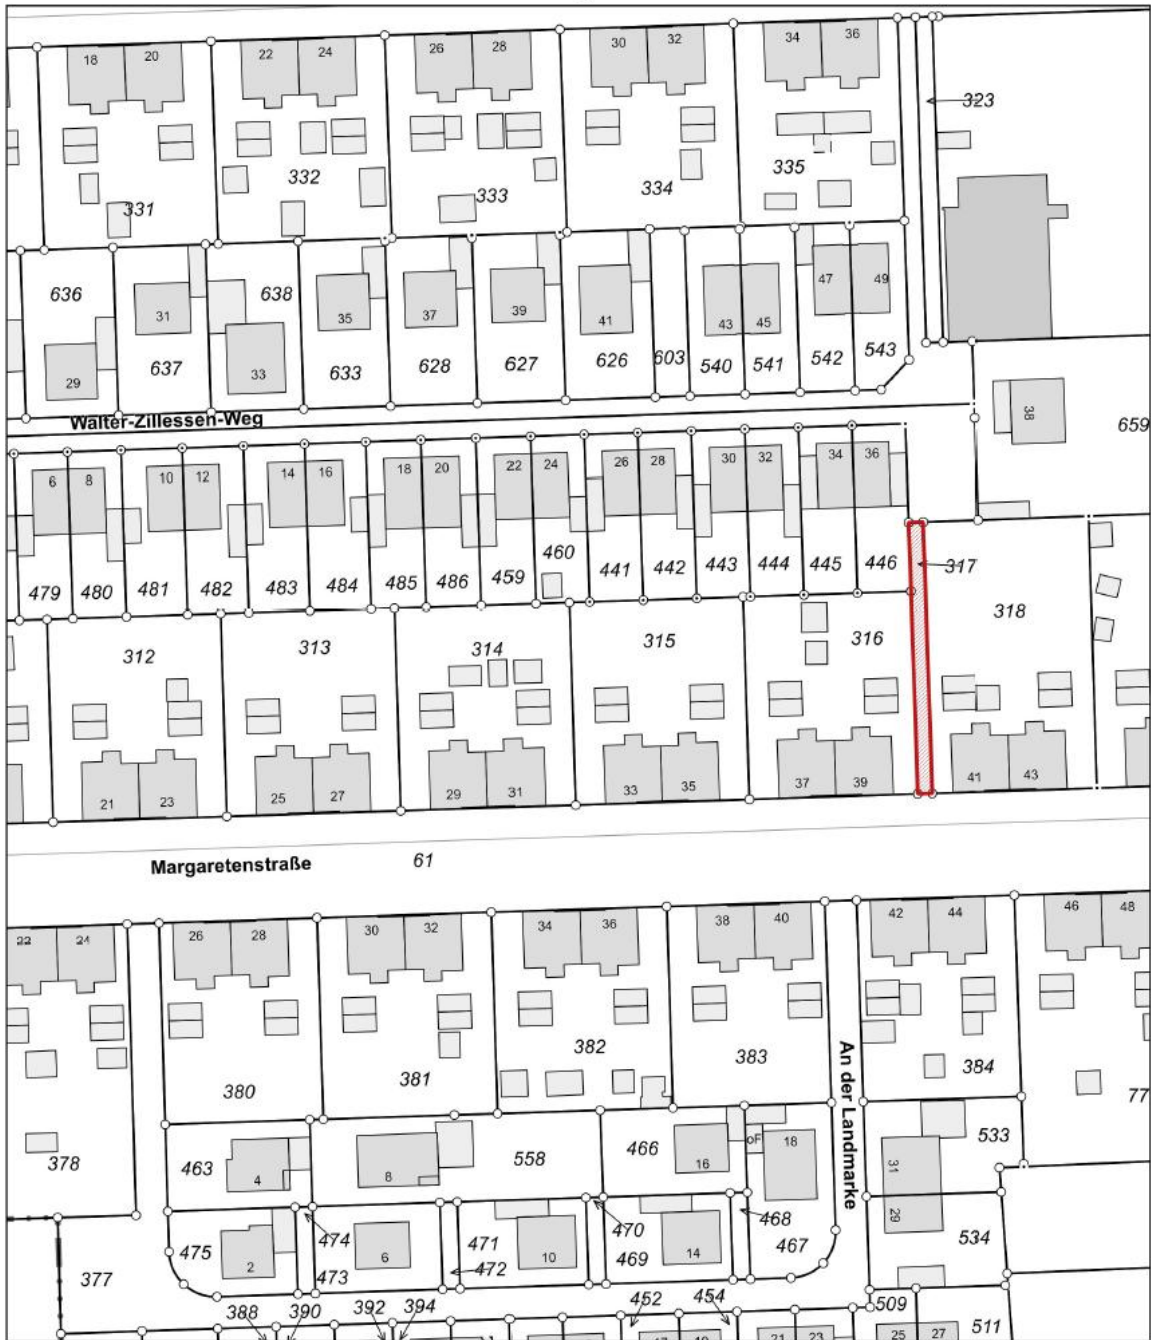 18 20 22 24 26 28 30 32 34 36
323
331 332 333 334 335
636 31 638 35 37 39 41 43 45 47 49
29 637 33 633 628 627 626 603 540 541 542 543
38
659
Walter-Zillessen-Weg
6 8 10 12 14 16 18 20 22 24 26 28 30 32 34 36
479 480 481 482 483 484 485 486 459 460 441 442 443 444 445 446 317
312 313 314 315 316 318
21 23 25 27 29 31 33 35 37 39 41 43
Margaretenstraße 61
22 24 26 28 30 32 34 36 38 40 42 44 46 48
An der Landmarke
378 380 381 382 383 384 77
463 4 8 558 466 16 oF 18 31 533
475 2 474 473 6 471 472 10 470 469 14 468 467 29 534
377
388 390 392 394 452 454 509 511
21 23 25 27